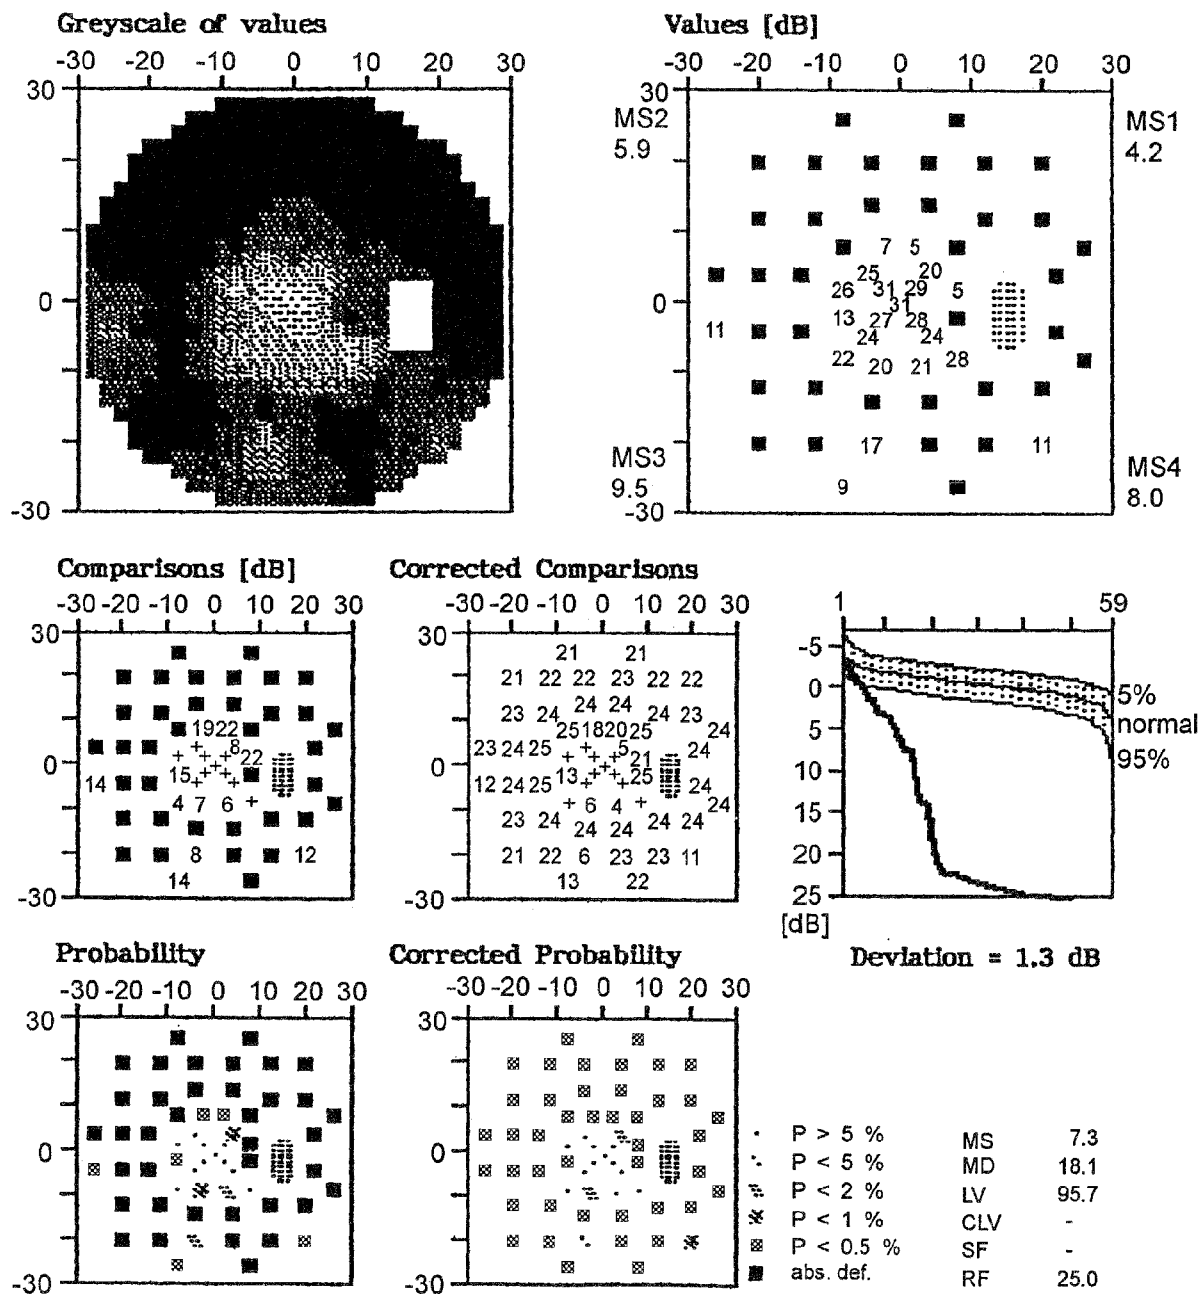 Greyscale of values
Values [dB]
-30 -20 -10 0 10 20 30
-30 -20 -10 0 10 20 30
30
30
MS2
5.9
MS1
4.2
7 5
25 20
26 31 29 5
0
0
31
13 27 28
11
24 24
22 20 21 28
17 11
MS3
9.5
MS4
8.0
9
-30
-30
Comparisons [dB]
Corrected Comparisons
-30 -20 -10 0 10 20 30
-30 -20 -10 0 10 20 30
1 59
30
30
21 21
21 22 22 23 22 22
24 24
23 24 24 23
19 22
25 18 20 25 24
8
23 24 25 5 24
22
21
0
0
15
13 25
14
12 24 25 24
4 7 6
6 4 24
23 24 24 24
24 24
8 12
21 22 6 23 23 11
14
13 22
-30
-30
-5
0
5
10
15
20
25
[dB]
5%
normal
95%
Deviation = 1.3 dB
Probability
Corrected Probability
-30 -20 -10 0 10 20 30
-30 -20 -10 0 10 20 30
30
30
0
0
-30
-30
P > 5 %
P < 5 %
P < 2 %
P < 1 %
P < 0.5 %
abs. def.
MS 7.3
MD 18.1
LV 95.7
CLV -
SF -
RF 25.0